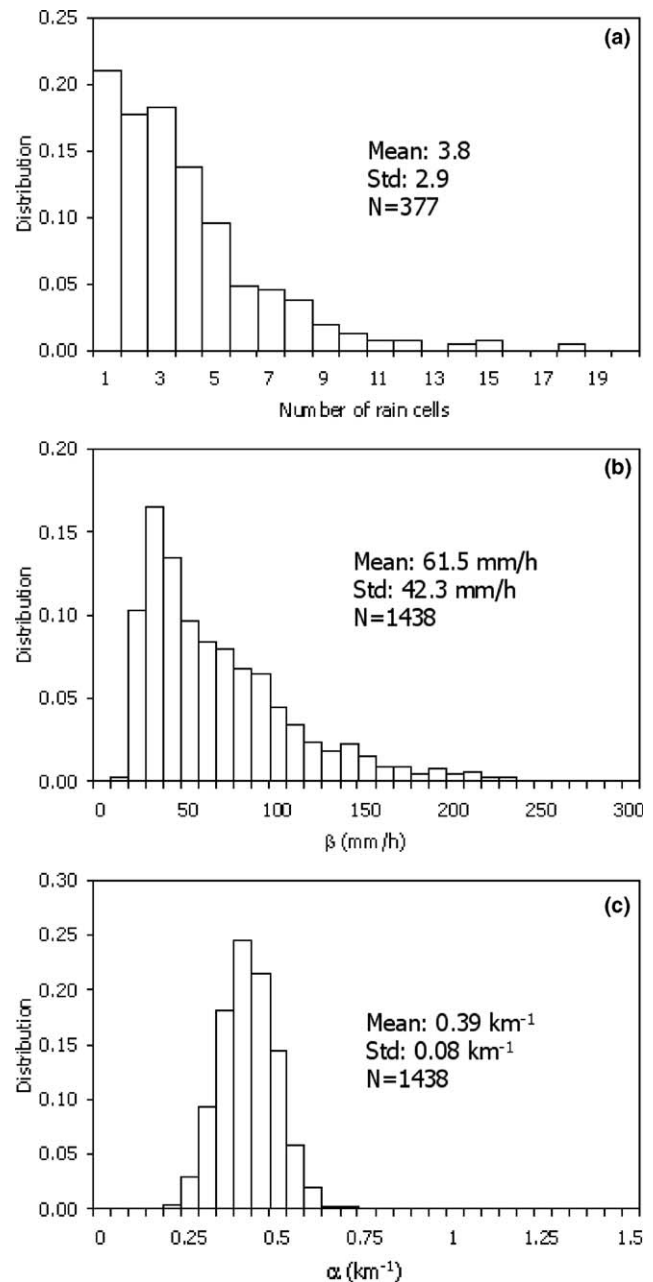 (a)
0.25
0.20
0.15
0.10
0.05
0.00
Distribution
Mean: 3.8
Std: 2.9
N=377
1 3 5 7 9 11 13 15 17 19
Number of rain cells
(b)
0.20
0.15
0.10
0.05
0.00
Distribution
Mean: 61.5 mm/h
Std: 42.3 mm/h
N=1438
0 50 100 150 200 250 300
β (mm/h)
(c)
0.30
0.25
0.20
0.15
0.10
0.05
0.00
Distribution
Mean: 0.39 km⁻¹
Std: 0.08 km⁻¹
N=1438
0 0.25 0.5 0.75 1 1.25 1.5
α (km⁻¹)